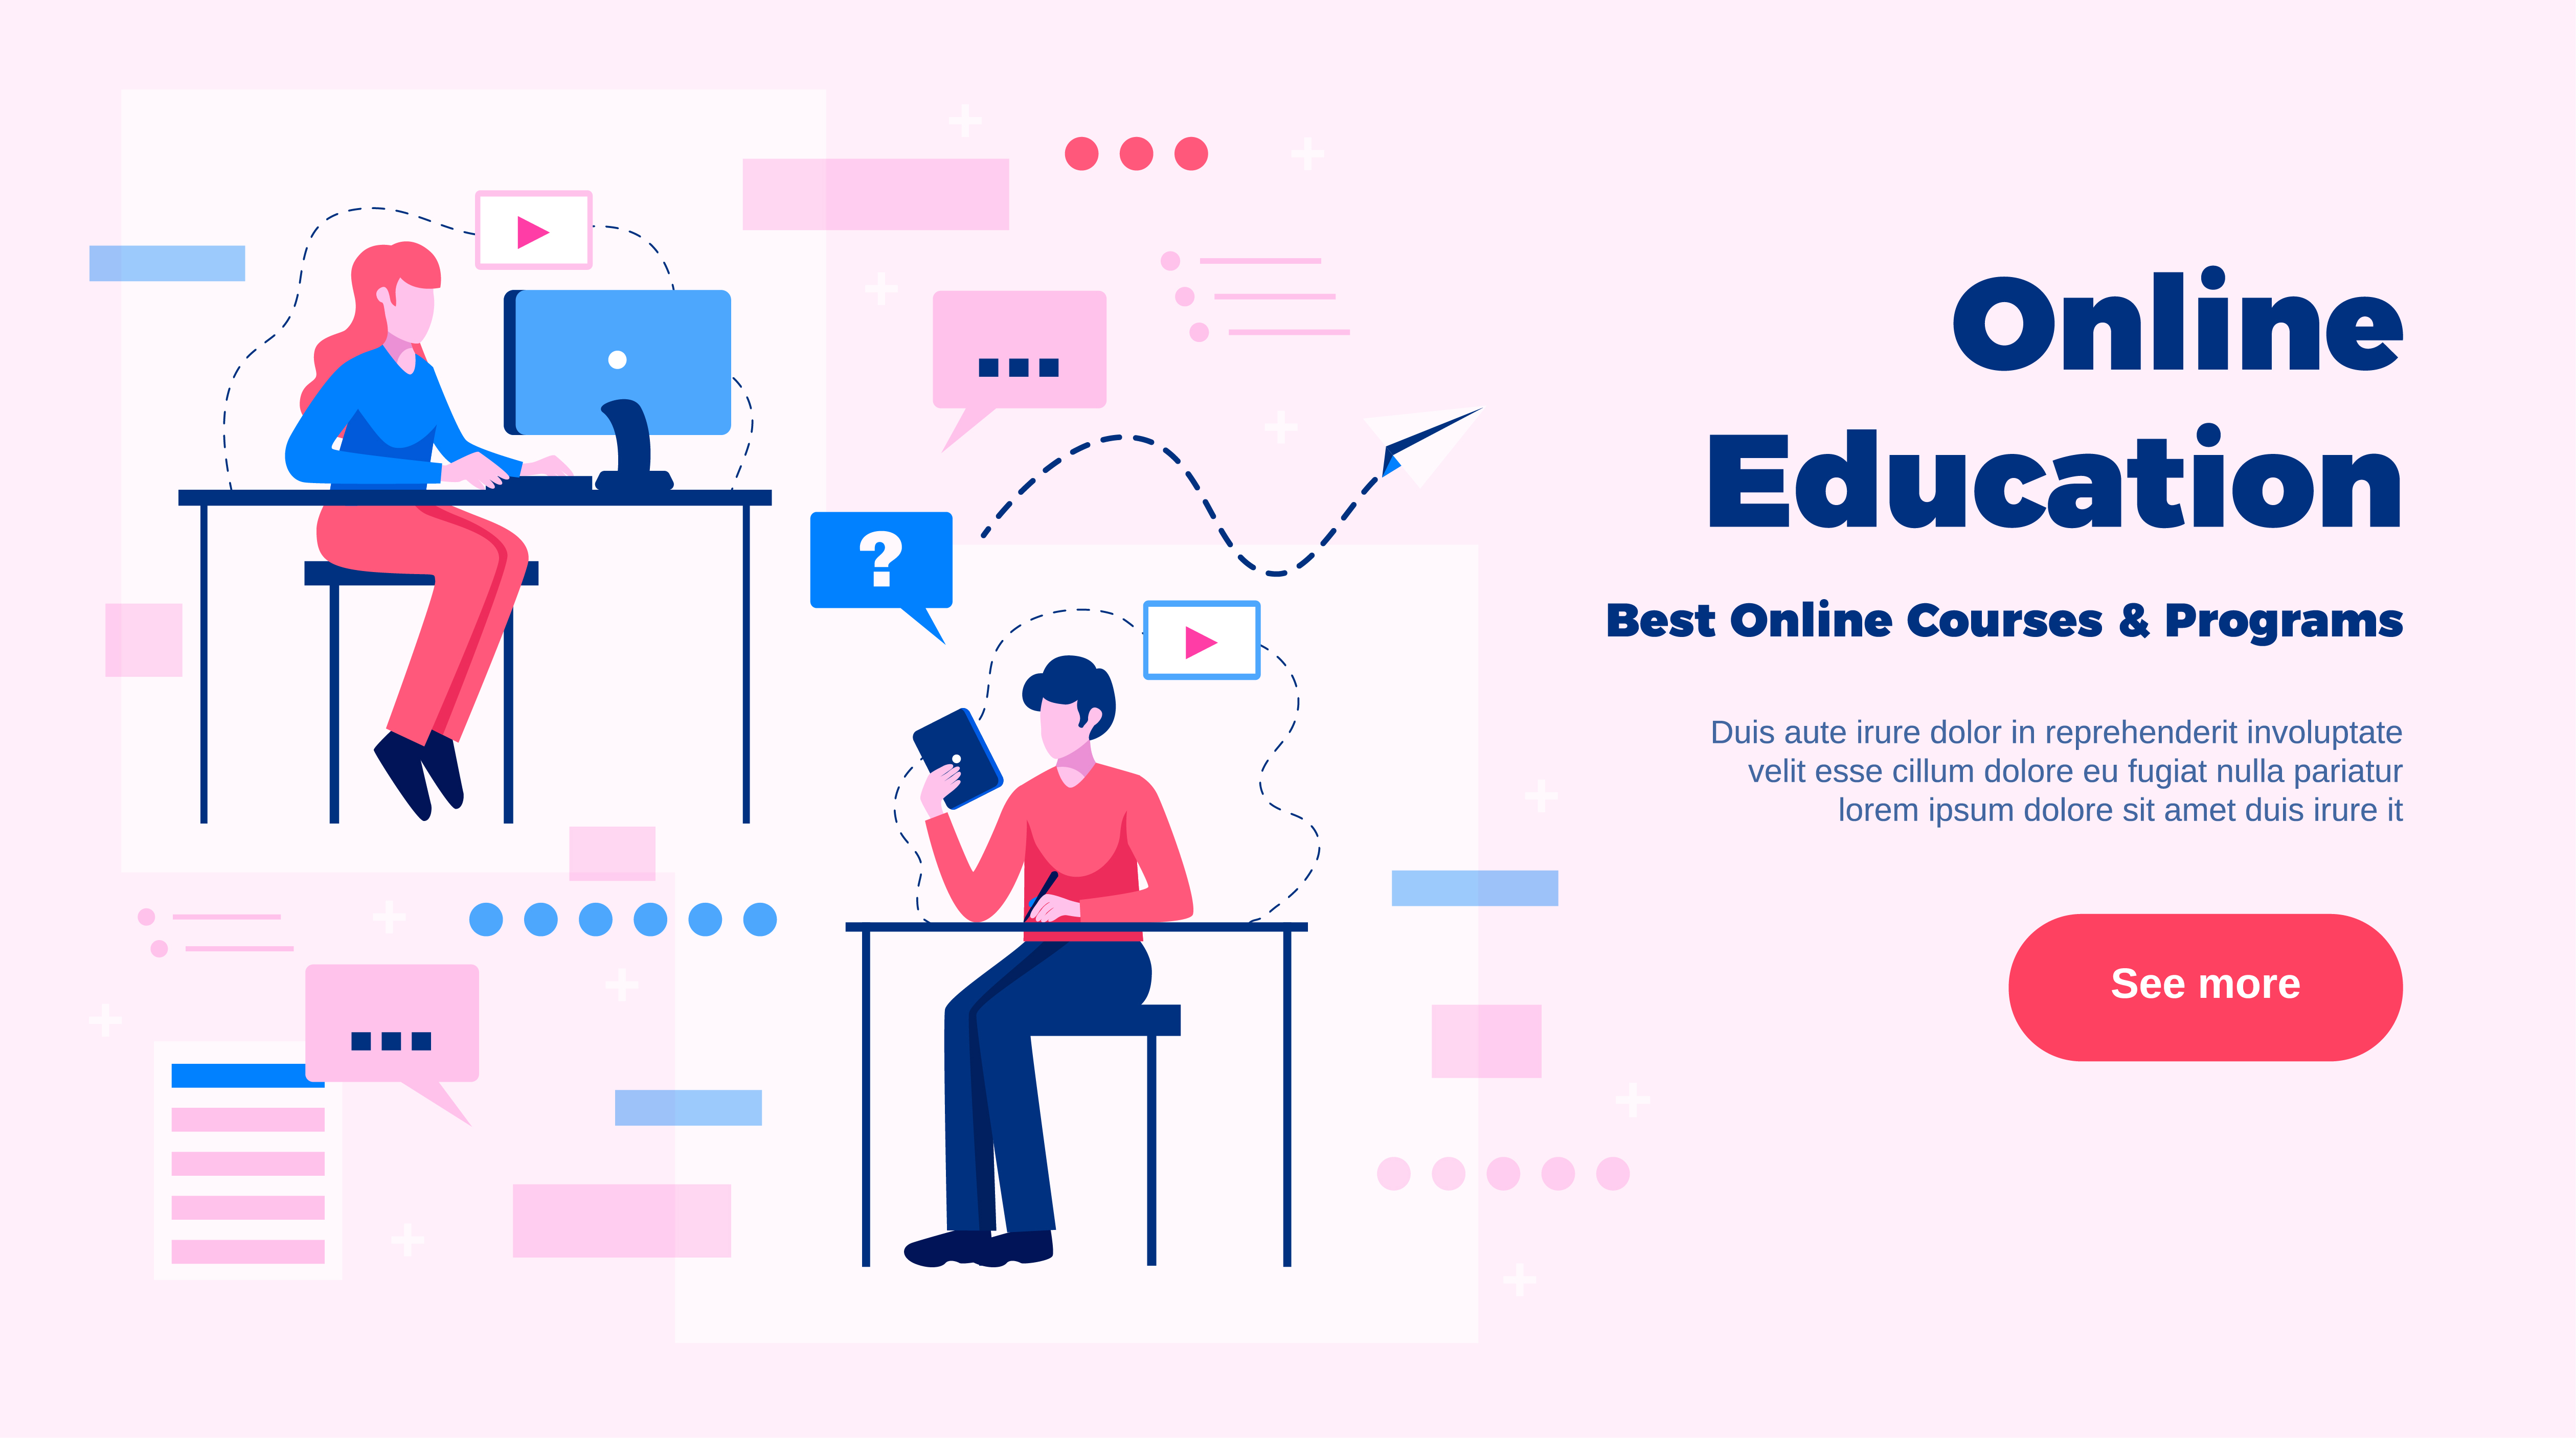 ?
Online
Education
Best Online Courses & Programs
Duis aute irure dolor in reprehenderit involuptate
velit esse cillum dolore eu fugiat nulla pariatur
lorem ipsum dolore sit amet duis irure it
See more